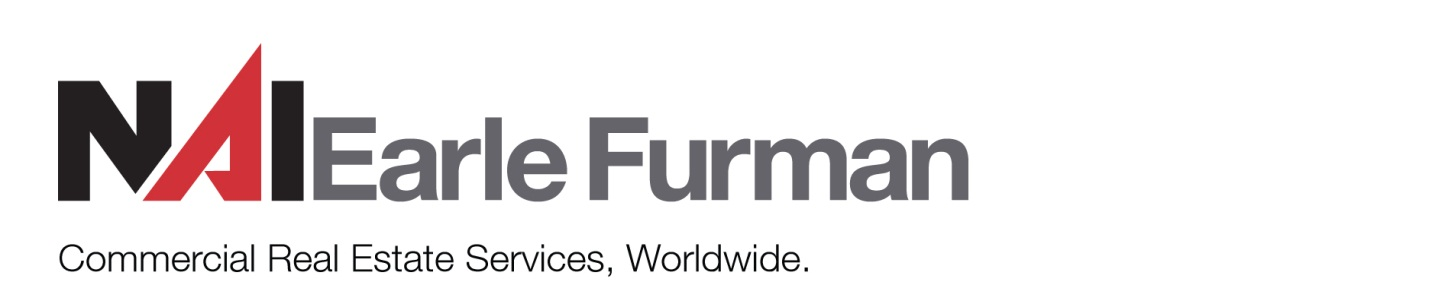 NAI Earle Furman
Commercial Real Estate Services, Worldwide.